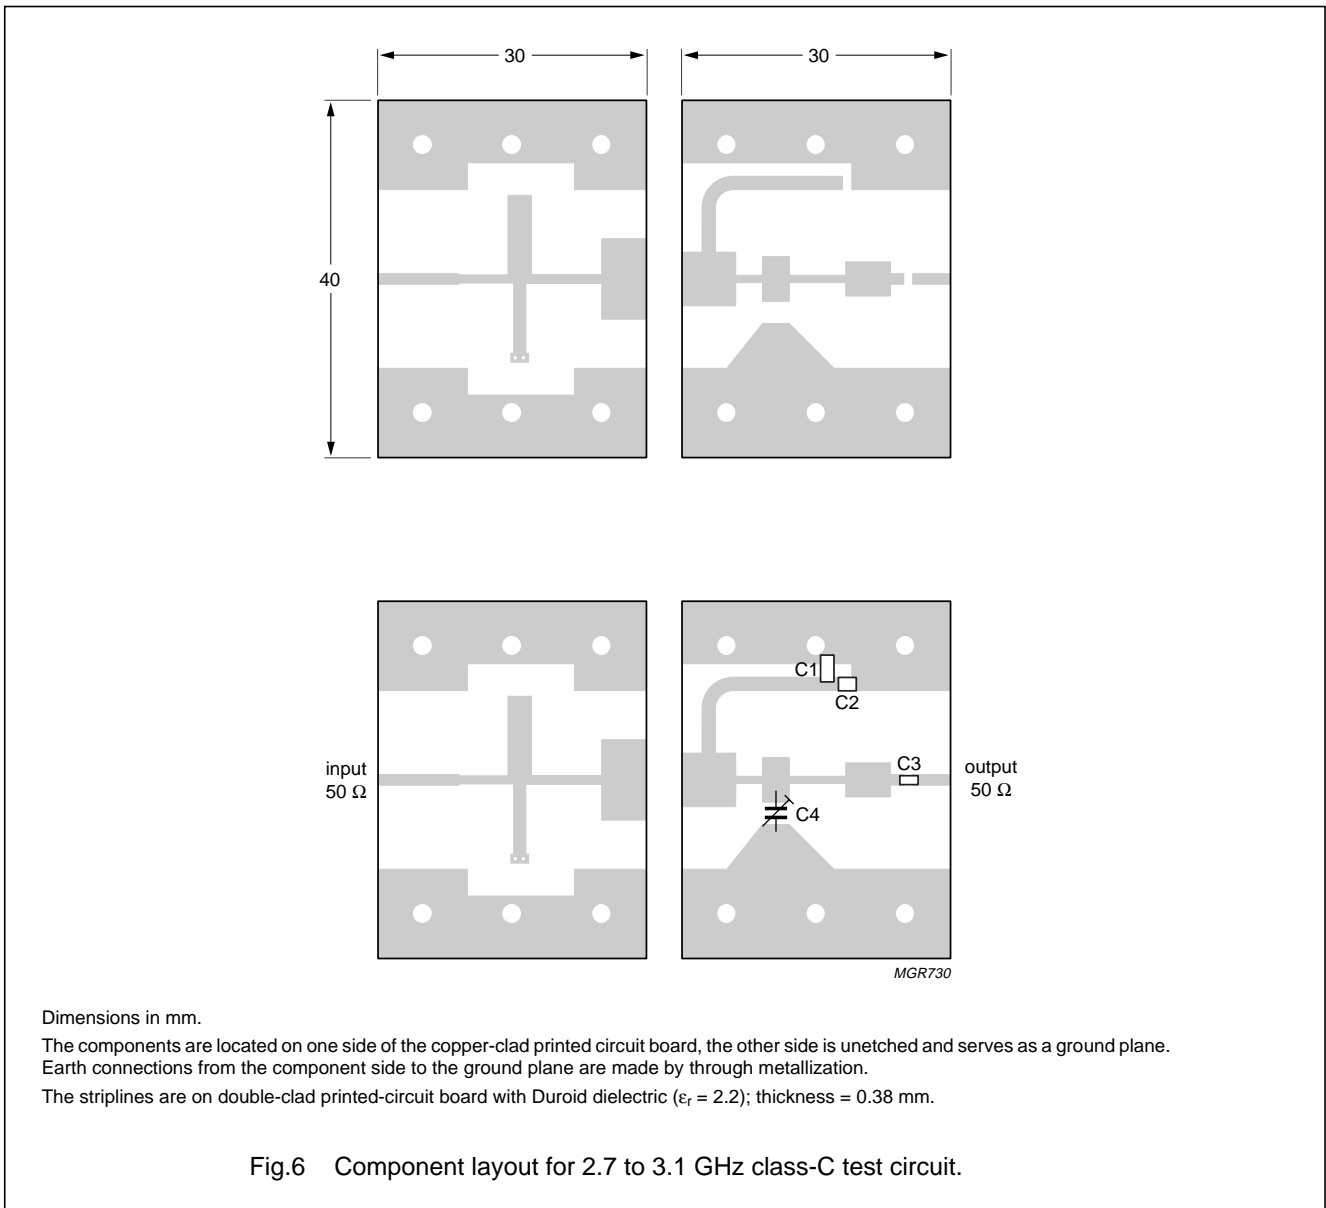 30
30
40
C1
C2
input
50 Ω
C3
output
50 Ω
C4
MGR730
Dimensions in mm.
The components are located on one side of the copper-clad printed circuit board, the other side is unetched and serves as a ground plane.
Earth connections from the component side to the ground plane are made by through metallization.
The striplines are on double-clad printed-circuit board with Duroid dielectric (εr = 2.2); thickness = 0.38 mm.
Fig.6 Component layout for 2.7 to 3.1 GHz class-C test circuit.